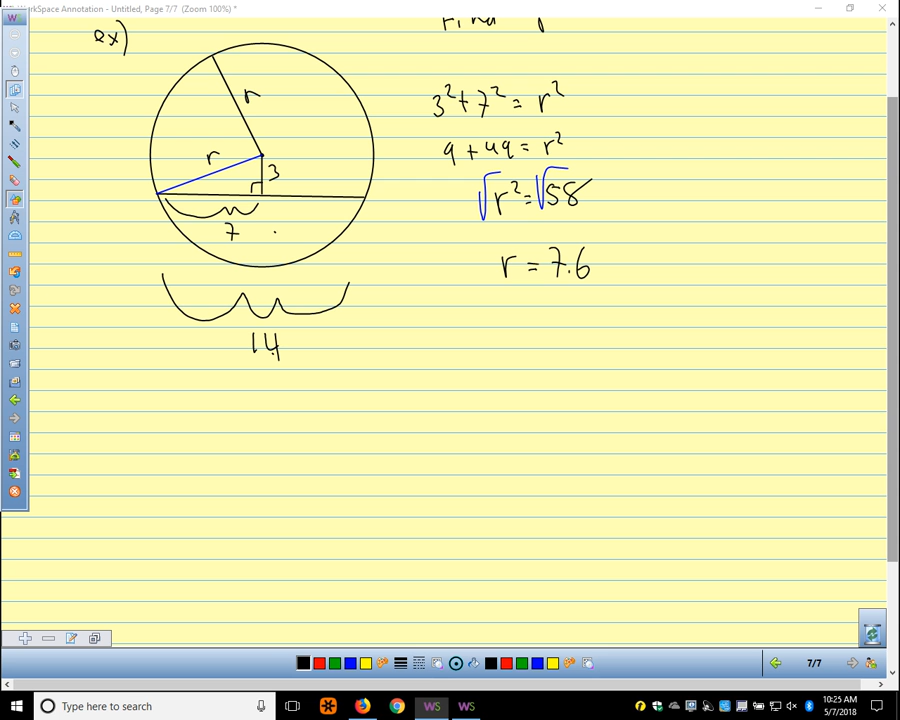 WorkSpace Annotation - Untitled, Page 7/7 (Zoom 100%) *
ex)
3² + 7² = r²
9 + 49 = r²
√r² = √58
r = 7.6
r
r
3
7
14
7/7
Type here to search
10:25 AM
5/7/2018